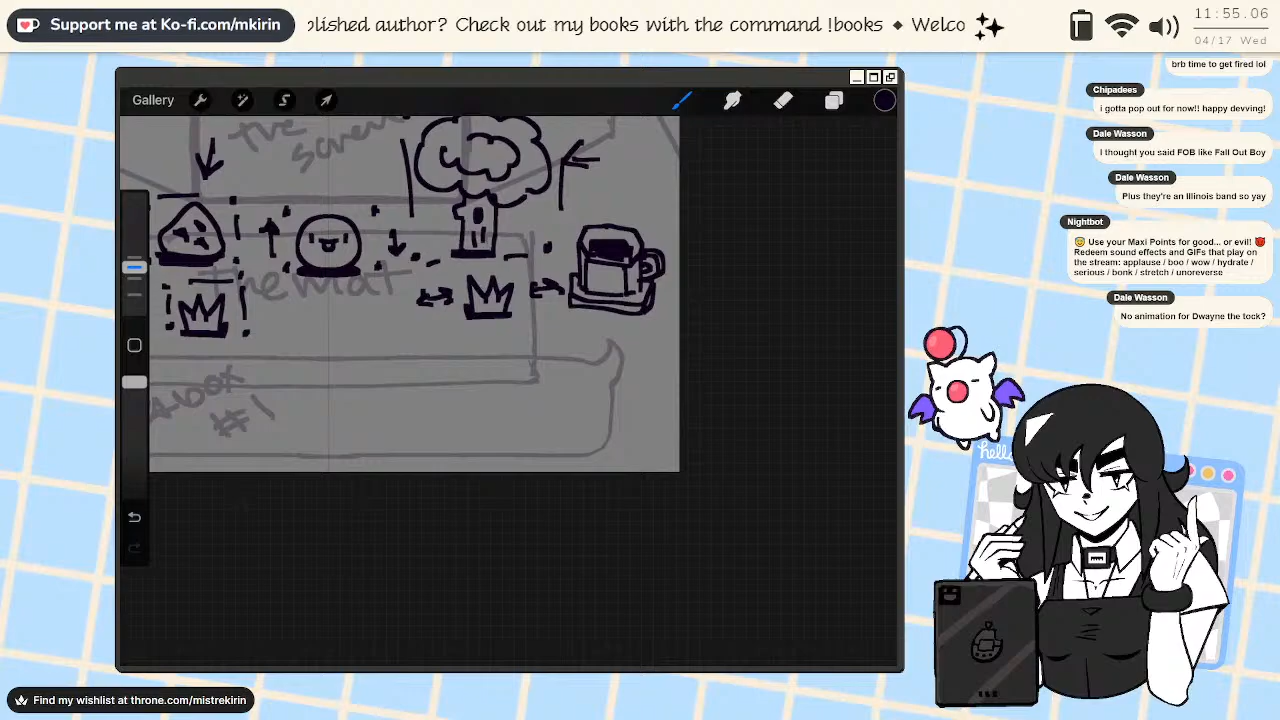 Support me at Ko-fi.com/mkirin
blished author? Check out my books with the command !books ◆ Welco
11:55.06
04/17 Wed
brb time to get fired lol
Chipadees
i gotta pop out for now!! happy devving!
Dale Wasson
I thought you said FOB like Fall Out Boy
Dale Wasson
Plus they're an Illinois band so yay
Nightbot
😇 Use your Maxi Points for good... or evil! 😈
Redeem sound effects and GIFs that play on
the stream: applause / boo / wow / hydrate /
serious / bonk / stretch / unoreverse
Dale Wasson
No animation for Dwayne the tock?
Gallery
the
screen
the mat
box
#1
hello
Find my wishlist at throne.com/mistrekirin